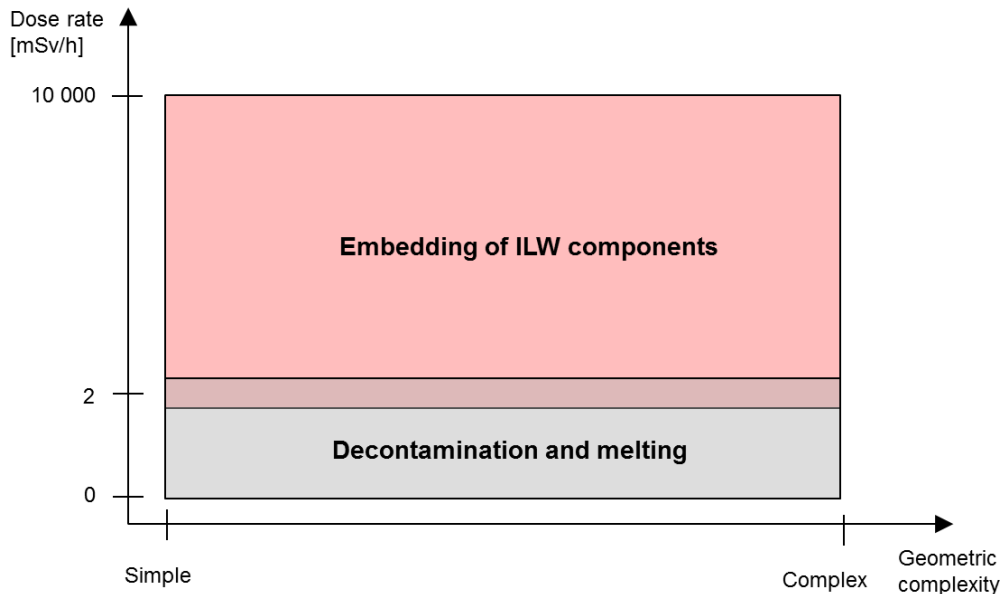 Dose rate
[mSv/h]
10 000
Embedding of ILW components
2
Decontamination and melting
0
Simple
Complex
Geometric
complexity